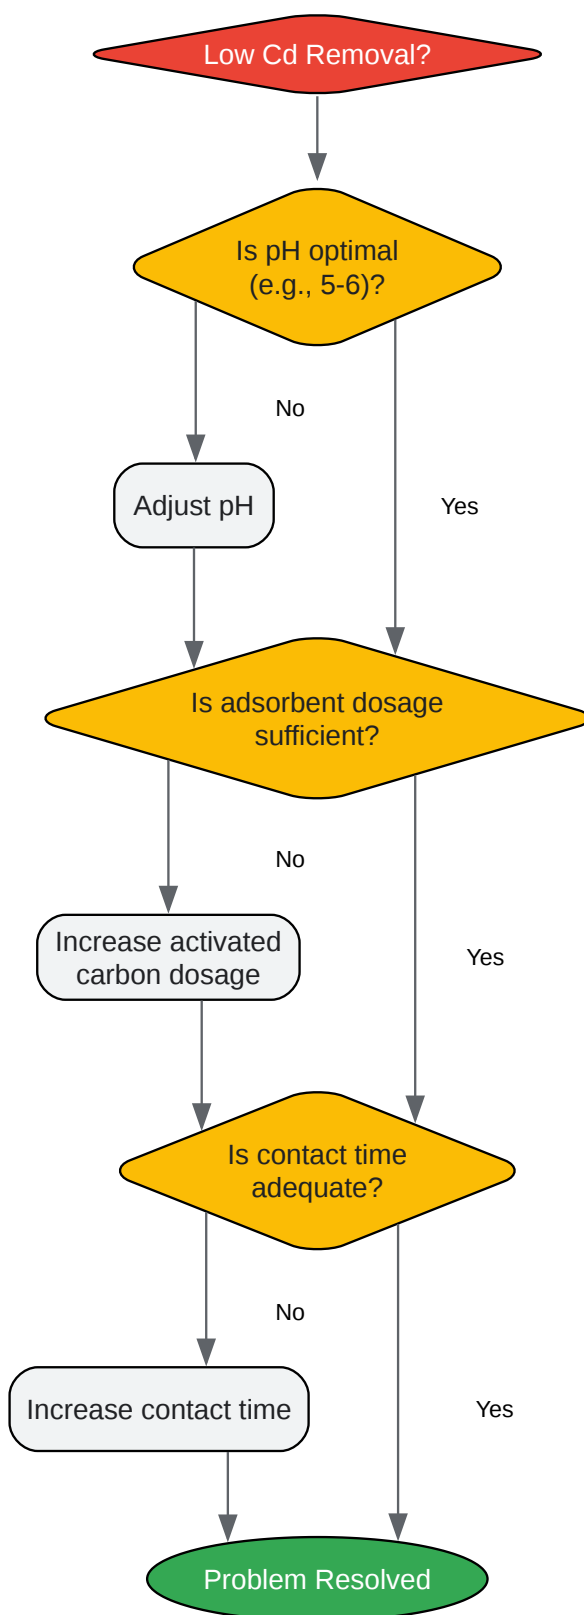 Low Cd Removal?
Is pH optimal
(e.g., 5-6)?
No
Adjust pH
Yes
Is adsorbent dosage
sufficient?
No
Increase activated
carbon dosage
Yes
Is contact time
adequate?
No
Increase contact time
Yes
Problem Resolved